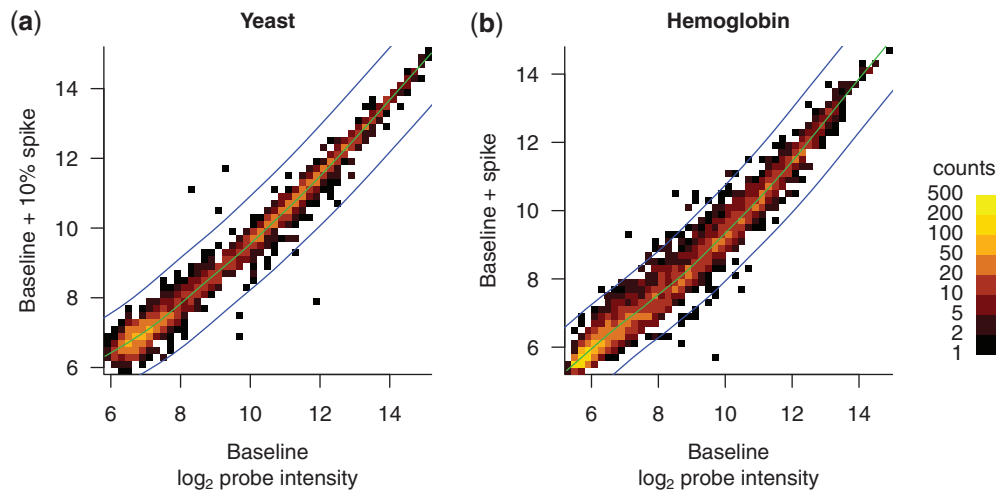 (a)
Yeast
Baseline + 10% spike
14
12
10
8
6
6 8 10 12 14
Baseline
log₂ probe intensity
(b)
Hemoglobin
Baseline + spike
14
12
10
8
6
6 8 10 12 14
Baseline
log₂ probe intensity
counts
500
200
100
50
20
10
5
2
1